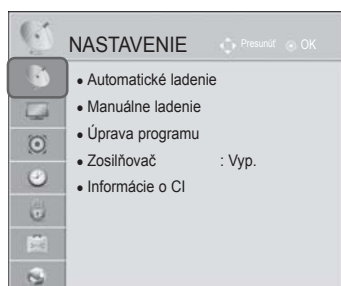 NASTAVENIE Presunúť OK
• Automatické ladenie
• Manuálne ladenie
• Úprava programu
• Zosilňovač : Vyp.
• Informácie o CI